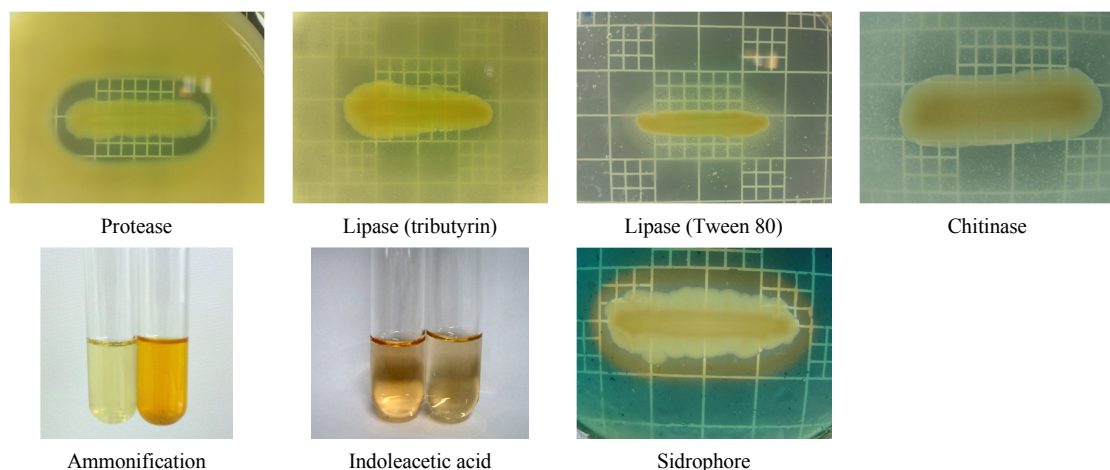 Protease
Lipase (tributyrin)
Lipase (Tween 80)
Chitinase
Ammonification
Indoleacetic acid
Sidrophore